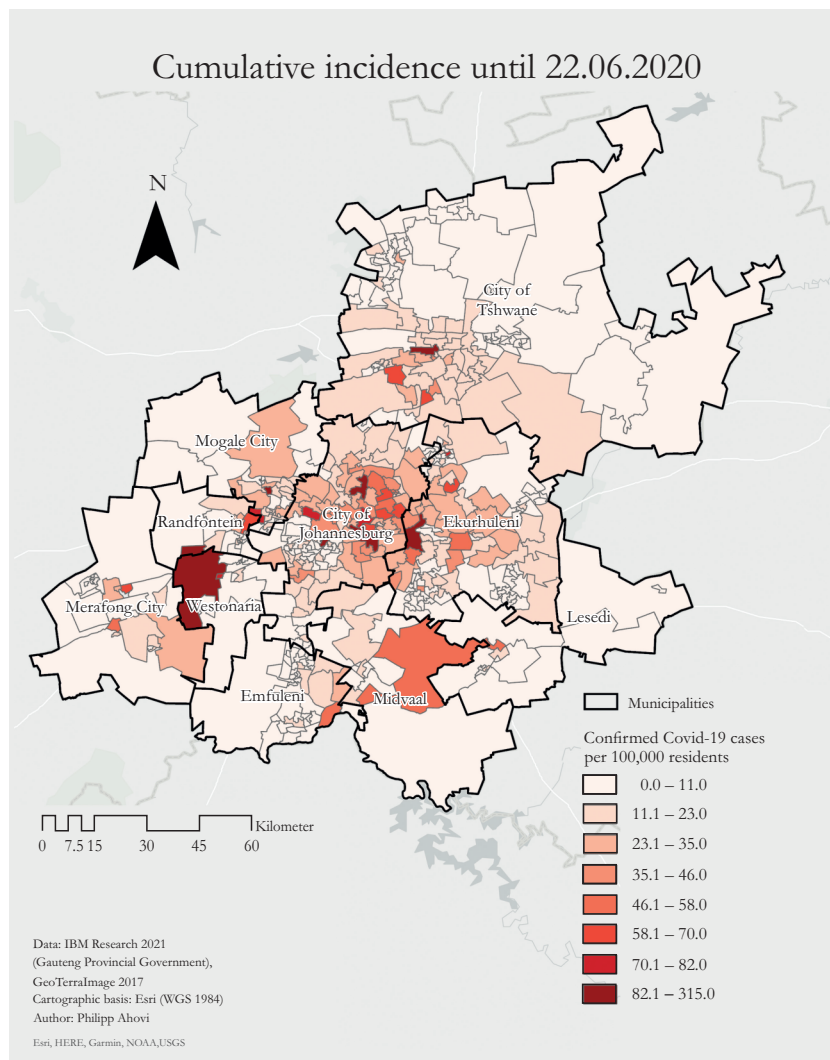 Cumulative incidence until 22.06.2020
N
City of
Tshwane
Mogale City
Randfontein
City of
Johannesburg
Ekurhuleni
Merafong City
Westonaria
Lesedi
Emfuleni
Midvaal
Municipalities
Confirmed Covid-19 cases
per 100,000 residents
0.0 – 11.0
11.1 – 23.0
23.1 – 35.0
35.1 – 46.0
46.1 – 58.0
58.1 – 70.0
70.1 – 82.0
82.1 – 315.0
Kilometer
0 7.5 15 30 45 60
Data: IBM Research 2021
(Gauteng Provincial Government),
GeoTerraImage 2017
Cartographic basis: Esri (WGS 1984)
Author: Philipp Ahovi
Esri, HERE, Garmin, NOAA,USGS